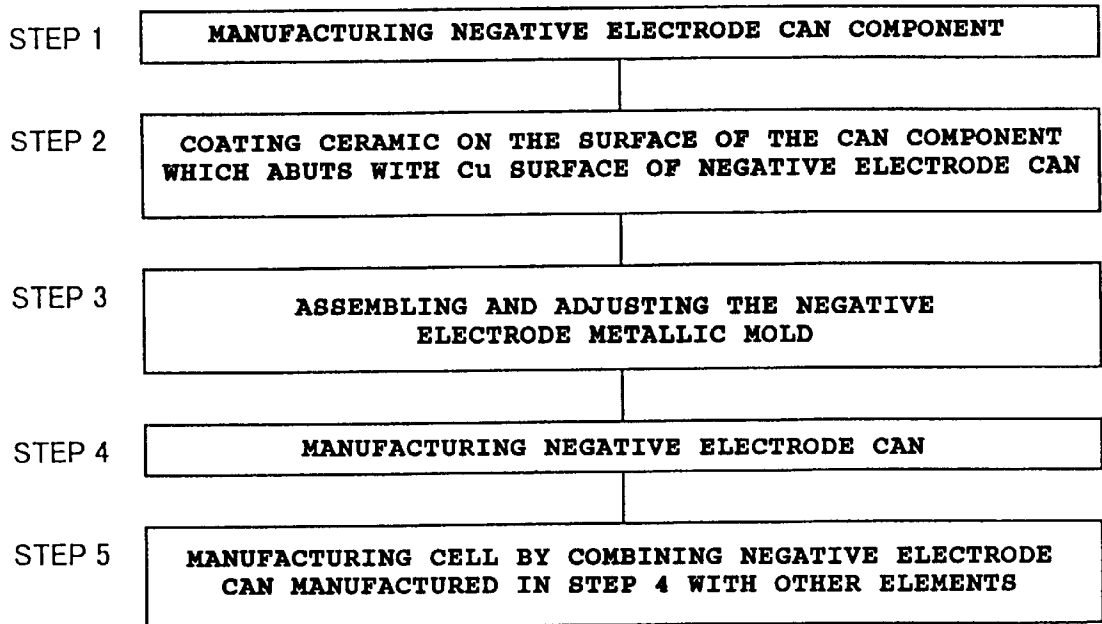 STEP 1
MANUFACTURING NEGATIVE ELECTRODE CAN COMPONENT
STEP 2
COATING CERAMIC ON THE SURFACE OF THE CAN COMPONENT
WHICH ABUTS WITH Cu SURFACE OF NEGATIVE ELECTRODE CAN
STEP 3
ASSEMBLING AND ADJUSTING THE NEGATIVE
ELECTRODE METALLIC MOLD
STEP 4
MANUFACTURING NEGATIVE ELECTRODE CAN
STEP 5
MANUFACTURING CELL BY COMBINING NEGATIVE ELECTRODE
CAN MANUFACTURED IN STEP 4 WITH OTHER ELEMENTS